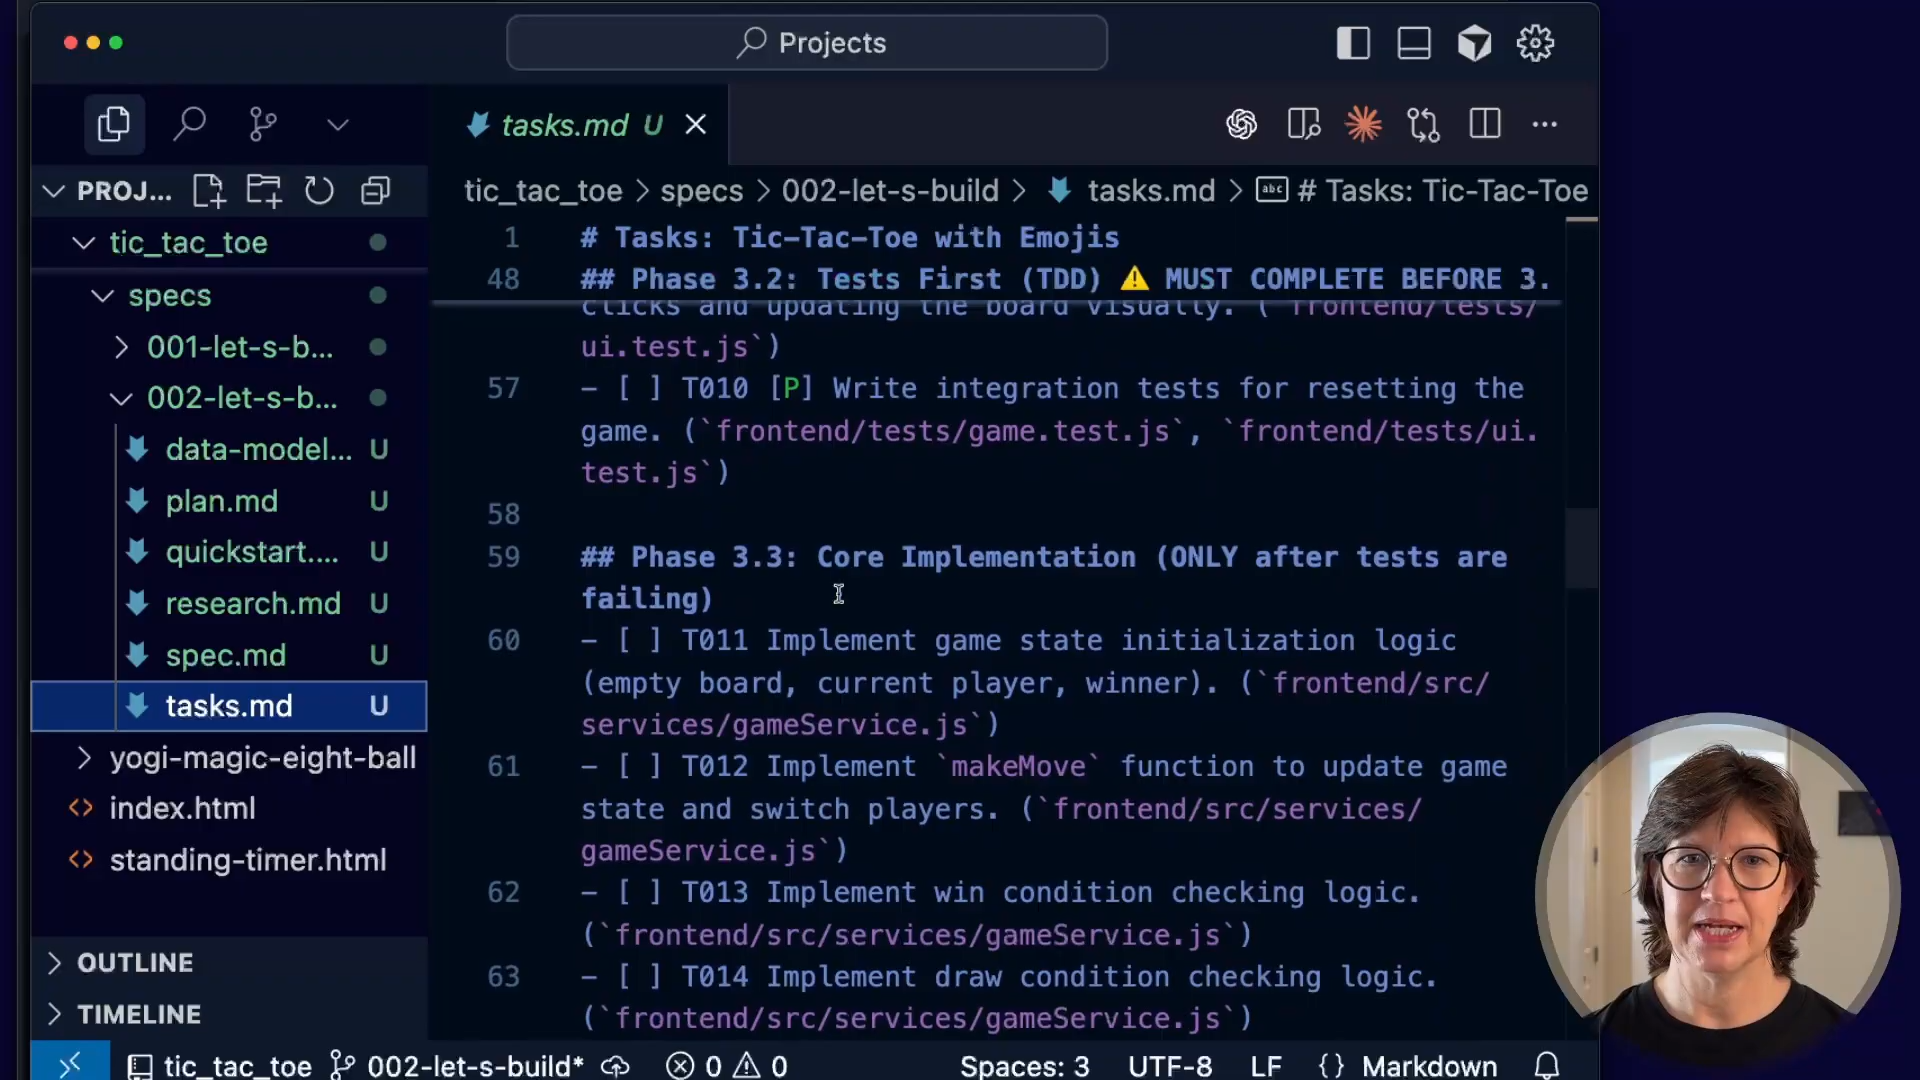 Projects
tasks.md U
PROJ...
tic_tac_toe > specs > 002-let-s-build > tasks.md > # Tasks: Tic-Tac-Toe
tic_tac_toe
specs
001-let-s-b...
002-let-s-b...
data-model... U
plan.md U
quickstart.... U
research.md U
spec.md U
tasks.md U
yogi-magic-eight-ball
index.html
standing-timer.html
OUTLINE
TIMELINE
1 # Tasks: Tic-Tac-Toe with Emojis
48 ## Phase 3.2: Tests First (TDD) ⚠️ MUST COMPLETE BEFORE 3.
clicks and updating the board visually. (`frontend/tests/
ui.test.js`)
57 - [ ] T010 [P] Write integration tests for resetting the
game. (`frontend/tests/game.test.js`, `frontend/tests/ui.
test.js`)
58
59 ## Phase 3.3: Core Implementation (ONLY after tests are
failing)
60 - [ ] T011 Implement game state initialization logic
(empty board, current player, winner). (`frontend/src/
services/gameService.js`)
61 - [ ] T012 Implement `makeMove` function to update game
state and switch players. (`frontend/src/services/
gameService.js`)
62 - [ ] T013 Implement win condition checking logic.
(`frontend/src/services/gameService.js`)
63 - [ ] T014 Implement draw condition checking logic.
(`frontend/src/services/gameService.js`)
tic_tac_toe 002-let-s-build* 0 0 Spaces: 3 UTF-8 LF {} Markdown